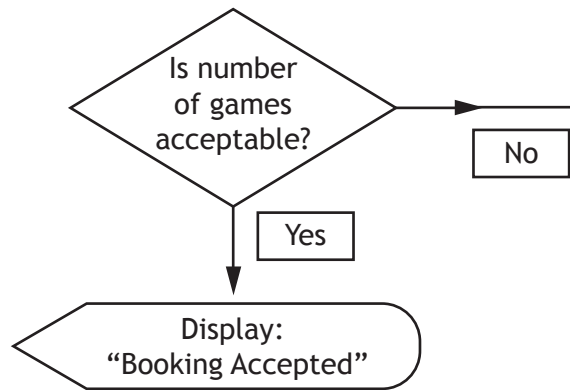 Is number
of games
acceptable?
No
Yes
Display:
“Booking Accepted”